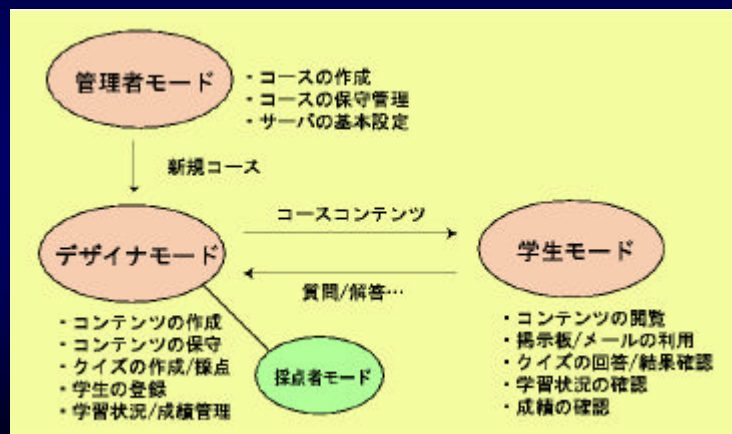 管理者モード
・コースの作成
・コースの保守管理
・サーバの基本設定
新規コース
デザイナモード
コースコンテンツ
質問/解答…
学生モード
・コンテンツの作成
・コンテンツの保守
・クイズの作成/採点
・学生の登録
・学習状況/成績管理
採点者モード
・コンテンツの閲覧
・掲示板/メールの利用
・クイズの回答/結果確認
・学習状況の確認
・成績の確認